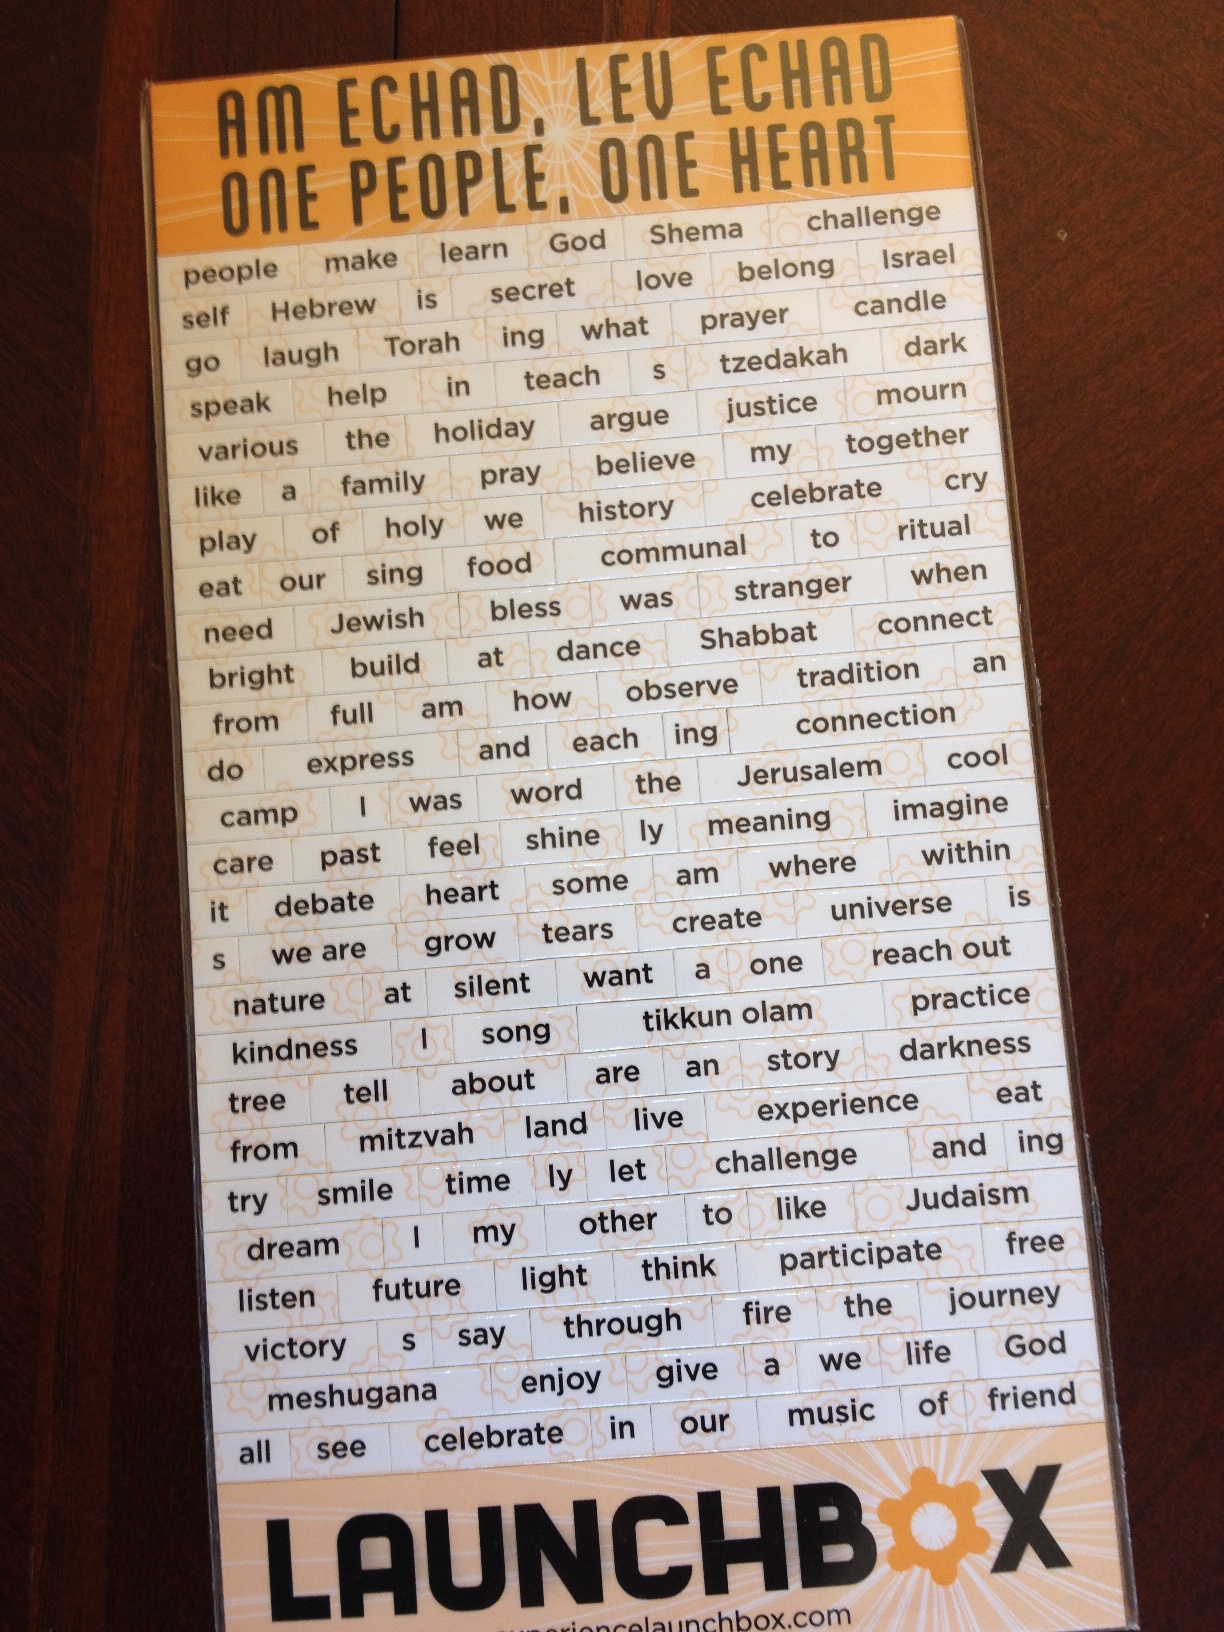 AM ECHAD, LEV ECHAD
ONE PEOPLE, ONE HEART
people make learn God Shema challenge
self Hebrew is secret love belong Israel
go laugh Torah ing what prayer candle
speak help in teach s tzedakah dark
various the holiday argue justice mourn
like a family pray believe my together
play of holy we history celebrate cry
eat our sing food communal to ritual
need Jewish bless was stranger when
bright build at dance Shabbat connect
from full am how observe tradition an
do express and each ing connection
camp I was word the Jerusalem cool
care past feel shine ly meaning imagine
it debate heart some am where within
s we are grow tears create universe is
nature at silent want a one reach out
kindness I song tikkun olam practice
tree tell about are an story darkness
from mitzvah land live experience eat
try smile time ly let challenge and ing
dream I my other to like Judaism
listen future light think participate free
victory s say through fire the journey
meshugana enjoy give a we life God
all see celebrate in our music of friend
LAUNCHBOX
experiencelaunchbox.com